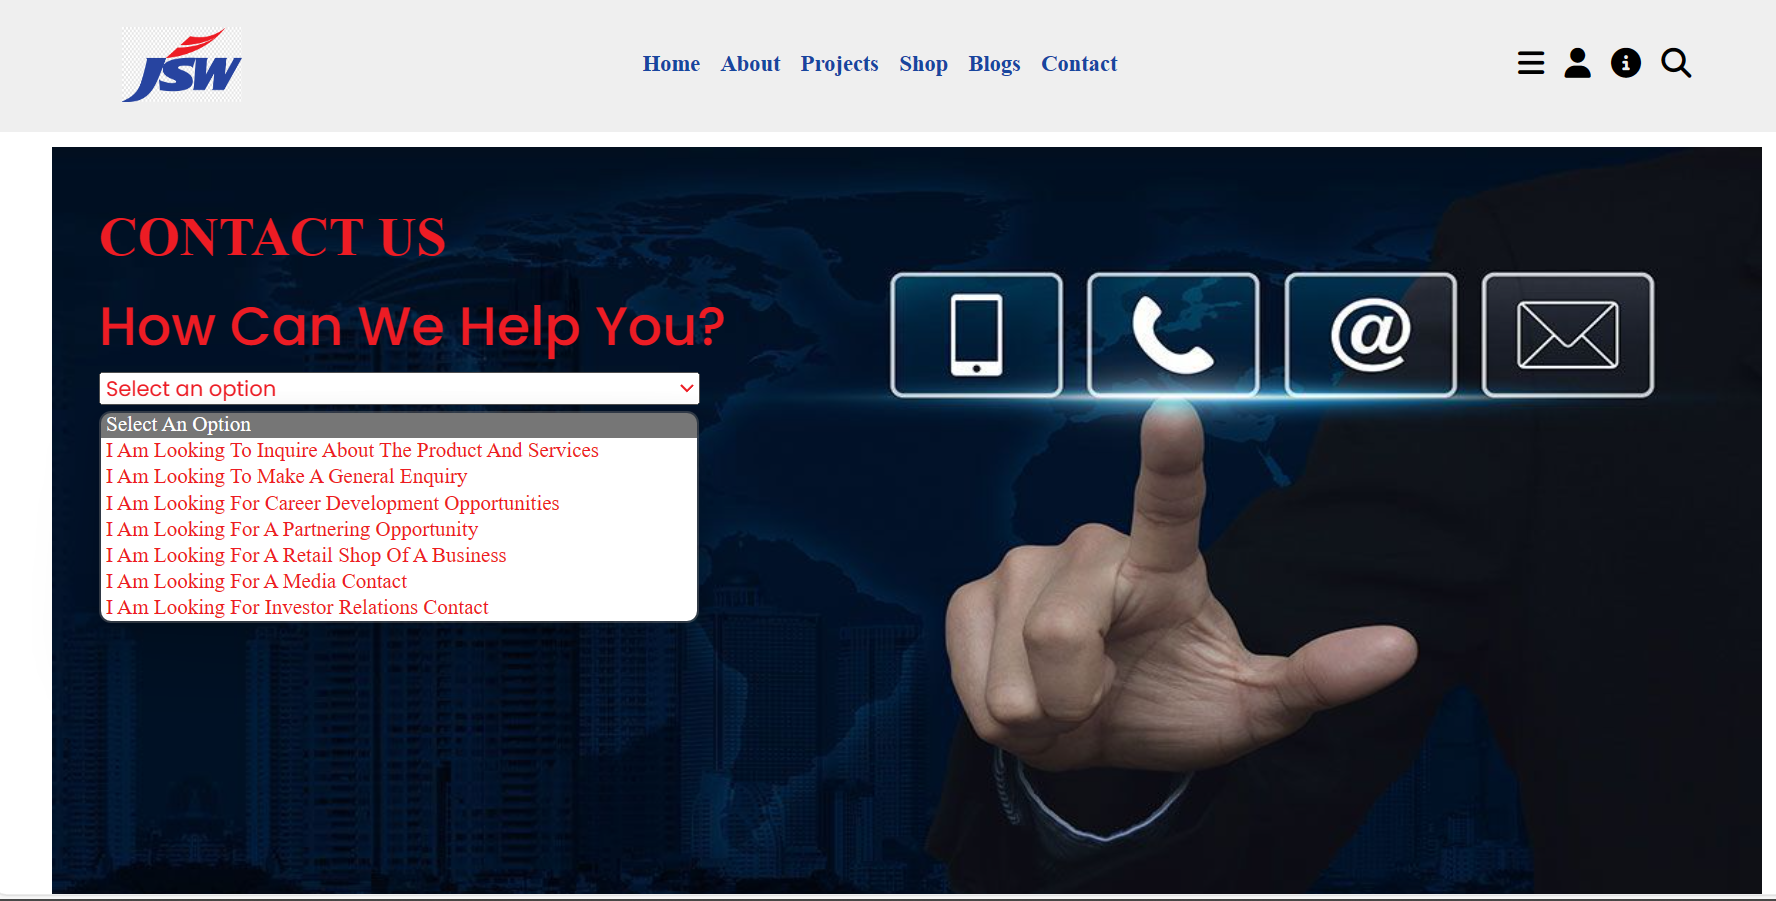 JSW
Home About Projects Shop Blogs Contact
CONTACT US
How Can We Help You?
Select an option
Select An Option
I Am Looking To Inquire About The Product And Services
I Am Looking To Make A General Enquiry
I Am Looking For Career Development Opportunities
I Am Looking For A Partnering Opportunity
I Am Looking For A Retail Shop Of A Business
I Am Looking For A Media Contact
I Am Looking For Investor Relations Contact